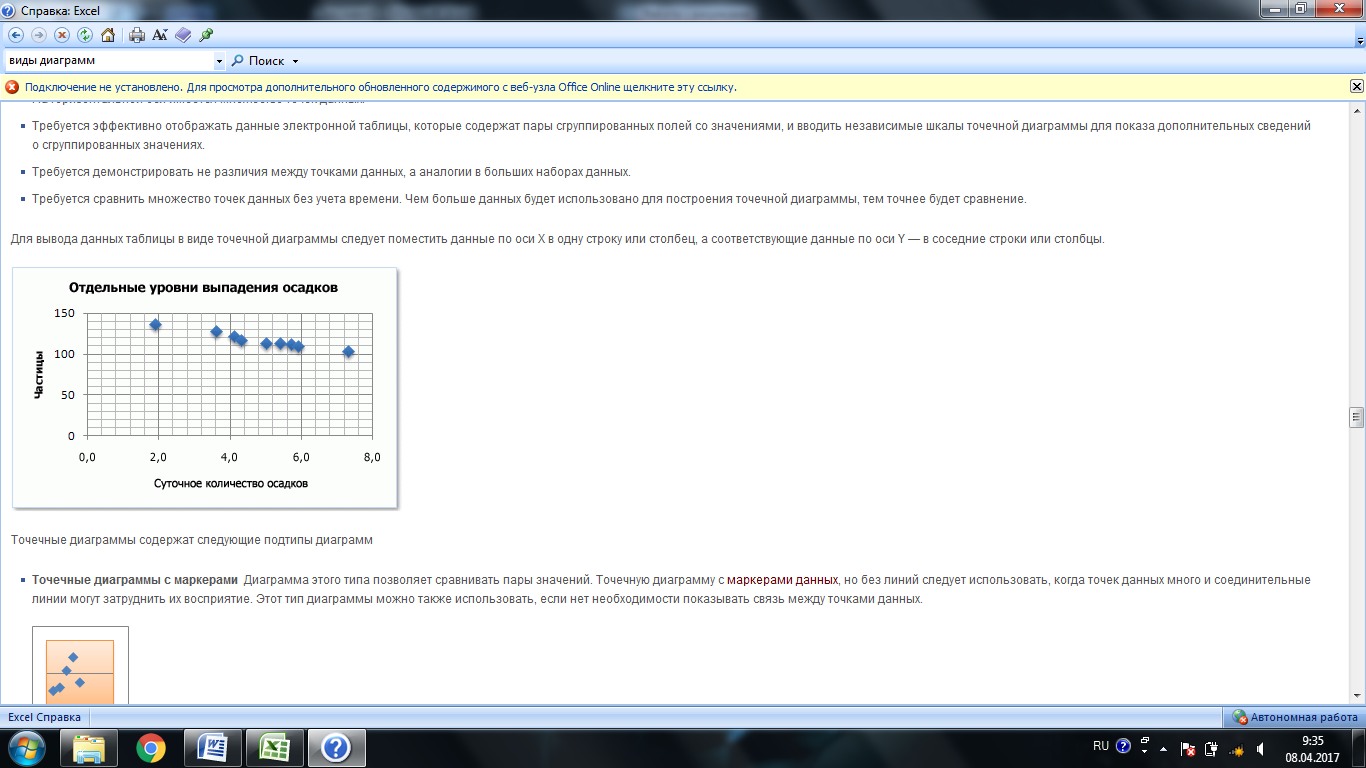 Справка: Excel
виды диаграмм
Поиск
Подключение не установлено. Для просмотра дополнительного обновленного содержимого с веб-узла Office Online щелкните эту ссылку.
Требуется эффективно отображать данные электронной таблицы, которые содержат пары сгруппированных полей со значениями, и вводить независимые шкалы точечной диаграммы для показа дополнительных сведений
о сгруппированных значениях.
Требуется демонстрировать не различия между точками данных, а аналогии в больших наборах данных.
Требуется сравнить множество точек данных без учета времени. Чем больше данных будет использовано для построения точечной диаграммы, тем точнее будет сравнение.
Для вывода данных таблицы в виде точечной диаграммы следует поместить данные по оси X в одну строку или столбец, а соответствующие данные по оси Y — в соседние строки или столбцы.
Отдельные уровни выпадения осадков
150
100
50
0
Частицы
0,0 2,0 4,0 6,0 8,0
Суточное количество осадков
Точечные диаграммы содержат следующие подтипы диаграмм
Точечные диаграммы с маркерами Диаграмма этого типа позволяет сравнивать пары значений. Точечную диаграмму с маркерами данных, но без линий следует использовать, когда точек данных много и соединительные
линии могут затруднить их восприятие. Этот тип диаграммы можно также использовать, если нет необходимости показывать связь между точками данных.
Excel Справка
Автономная работа
RU
9:35
08.04.2017